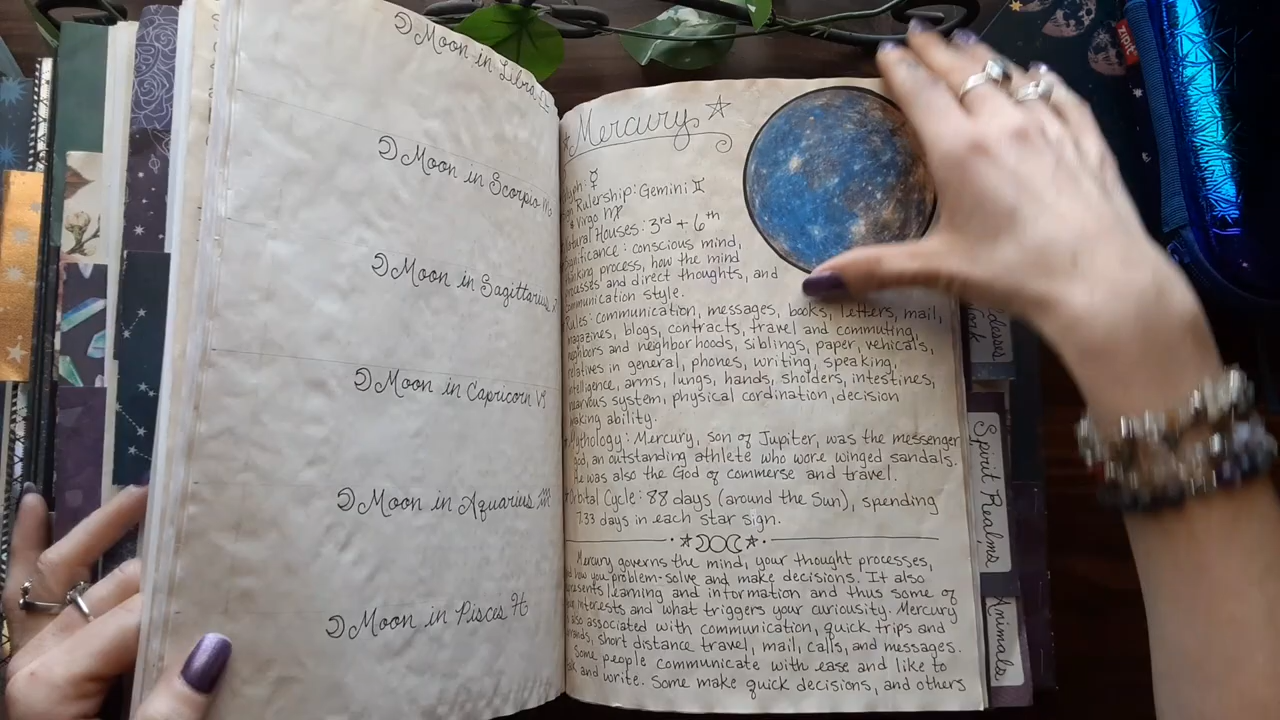 Moon in Libra ♎
Moon in Scorpio ♏
Moon in Sagittarius
Moon in Capricorn ♑
Moon in Aquarius ♒
Moon in Pisces ♓
Mercury
☿
Rulership: Gemini ♊
Virgo ♍
Houses: 3rd + 6th
conscious mind,
process, how the mind
and direct thoughts, and
style.
Rules: communication, messages, books, letters, mail,
magazines, blogs, contracts, travel and commuting,
neighbors and neighborhoods, siblings, paper, vehical's,
relatives in general, phones, writing, speaking,
intelligence, arms, lungs, hands, sholders, intestines,
system, physical cordination, decision
making ability.
Mythology: Mercury, son of Jupiter, was the messenger
god, an outstanding athlete who wore winged sandals.
He was also the God of commerse and travel.
Orbital Cycle: 88 days (around the Sun), spending
7.33 days in each star sign.
Mercury governs the mind, your thought processes,
how you problem-solve and make decisions. It also
learning and information and thus some of
interests and what triggers your curiousity. Mercury
also associated with communication, quick trips and
short distance travel, mail, calls, and messages.
Some people communicate with ease and like to
and write. Some make quick decisions, and others
zipit
Spirit Realms
Animals